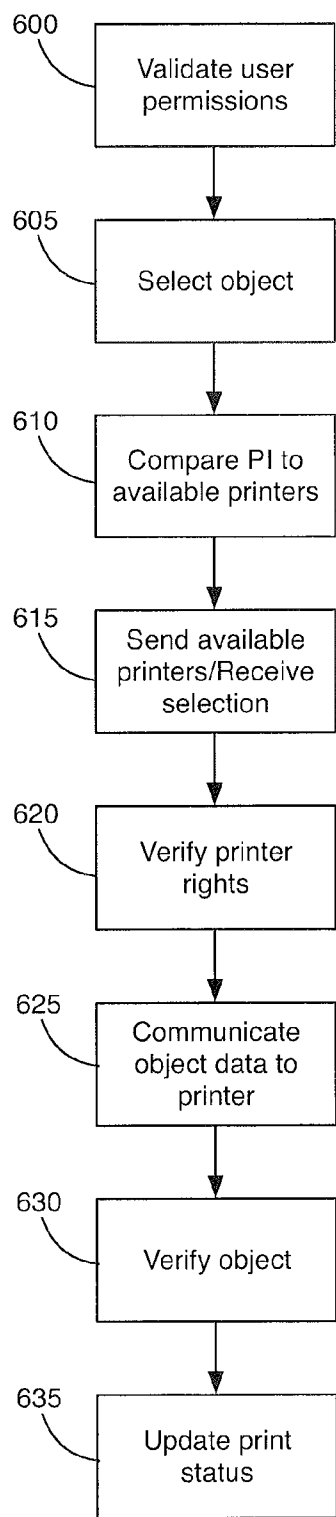 600
Validate user
permissions
605
Select object
610
Compare PI to
available printers
615
Send available
printers/Receive
selection
620
Verify printer
rights
625
Communicate
object data to
printer
630
Verify object
635
Update print
status